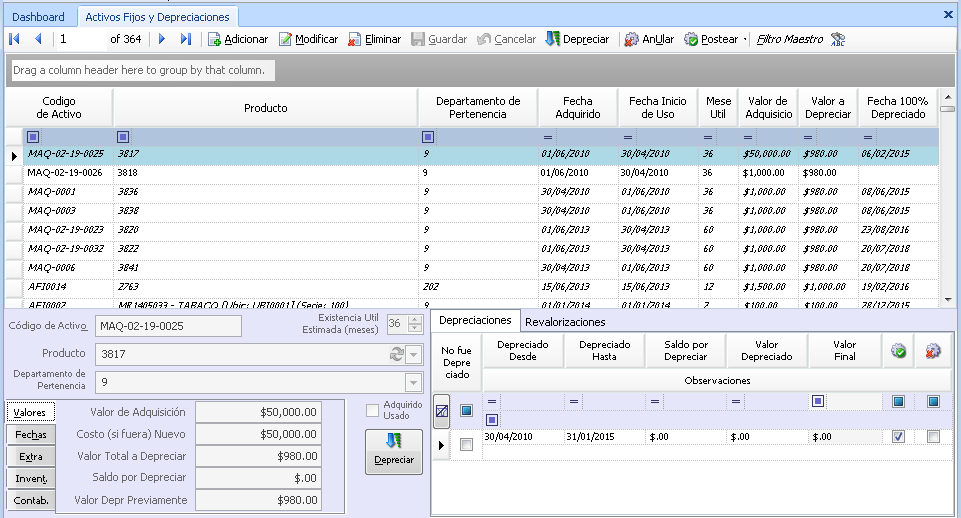 Dashboard Activos Fijos y Depreciaciones
1 of 364 Adicionar Modificar Eliminar Guardar Cancelar Depreciar AnUlar Postear Filtro Maestro ABC
Drag a column header here to group by that column.
Codigo de Activo Producto Departamento de Pertenencia Fecha Adquirido Fecha Inicio de Uso Mese Util Valor de Adquisicio Valor a Depreciar Fecha 100% Depreciado
= = = = = =
MAQ-02-19-0025 3817 9 01/06/2010 30/04/2010 36 $50,000.00 $980.00 06/02/2015
MAQ-02-19-0026 3818 9 01/06/2010 30/04/2010 36 $1,000.00 $980.00
MAQ-0001 3836 9 30/04/2010 01/06/2010 36 $1,000.00 $980.00 08/06/2015
MAQ-0003 3838 9 30/04/2010 01/06/2010 36 $1,000.00 $980.00 08/06/2015
MAQ-02-19-0023 3820 9 30/04/2013 01/06/2013 60 $1,000.00 $980.00 23/08/2016
MAQ-02-19-0032 3822 9 30/04/2013 01/06/2013 60 $1,000.00 $980.00 20/07/2018
MAQ-0006 3841 9 30/04/2013 01/06/2013 60 $1,000.00 $980.00 20/07/2018
AFI0014 2763 202 15/06/2013 15/06/2013 12 $1,500.00 $1,000.00 19/02/2016
AFI0007 MR1405033 - TABACO [Ubic: UBI0001](Serie: 100) 01/01/2014 01/01/2014 2 $100.00 $100.00 28/12/2015
Código de Activo MAQ-02-19-0025 Existencia Util Estimada (meses) 36
Producto 3817
Departamento de Pertenencia 9
Valores
Fechas
Extra
Invent.
Contab.
Valor de Adquisición $50,000.00
Costo (si fuera) Nuevo $50,000.00
Valor Total a Depreciar $980.00
Saldo por Depreciar $.00
Valor Depr Previamente $980.00
Adquirido Usado
Depreciar
Depreciaciones Revalorizaciones
No fue Depre ciado Depreciado Desde Depreciado Hasta Saldo por Depreciar Valor Depreciado Valor Final
Observaciones
= = = =
30/04/2010 31/01/2015 $.00 $.00 $.00